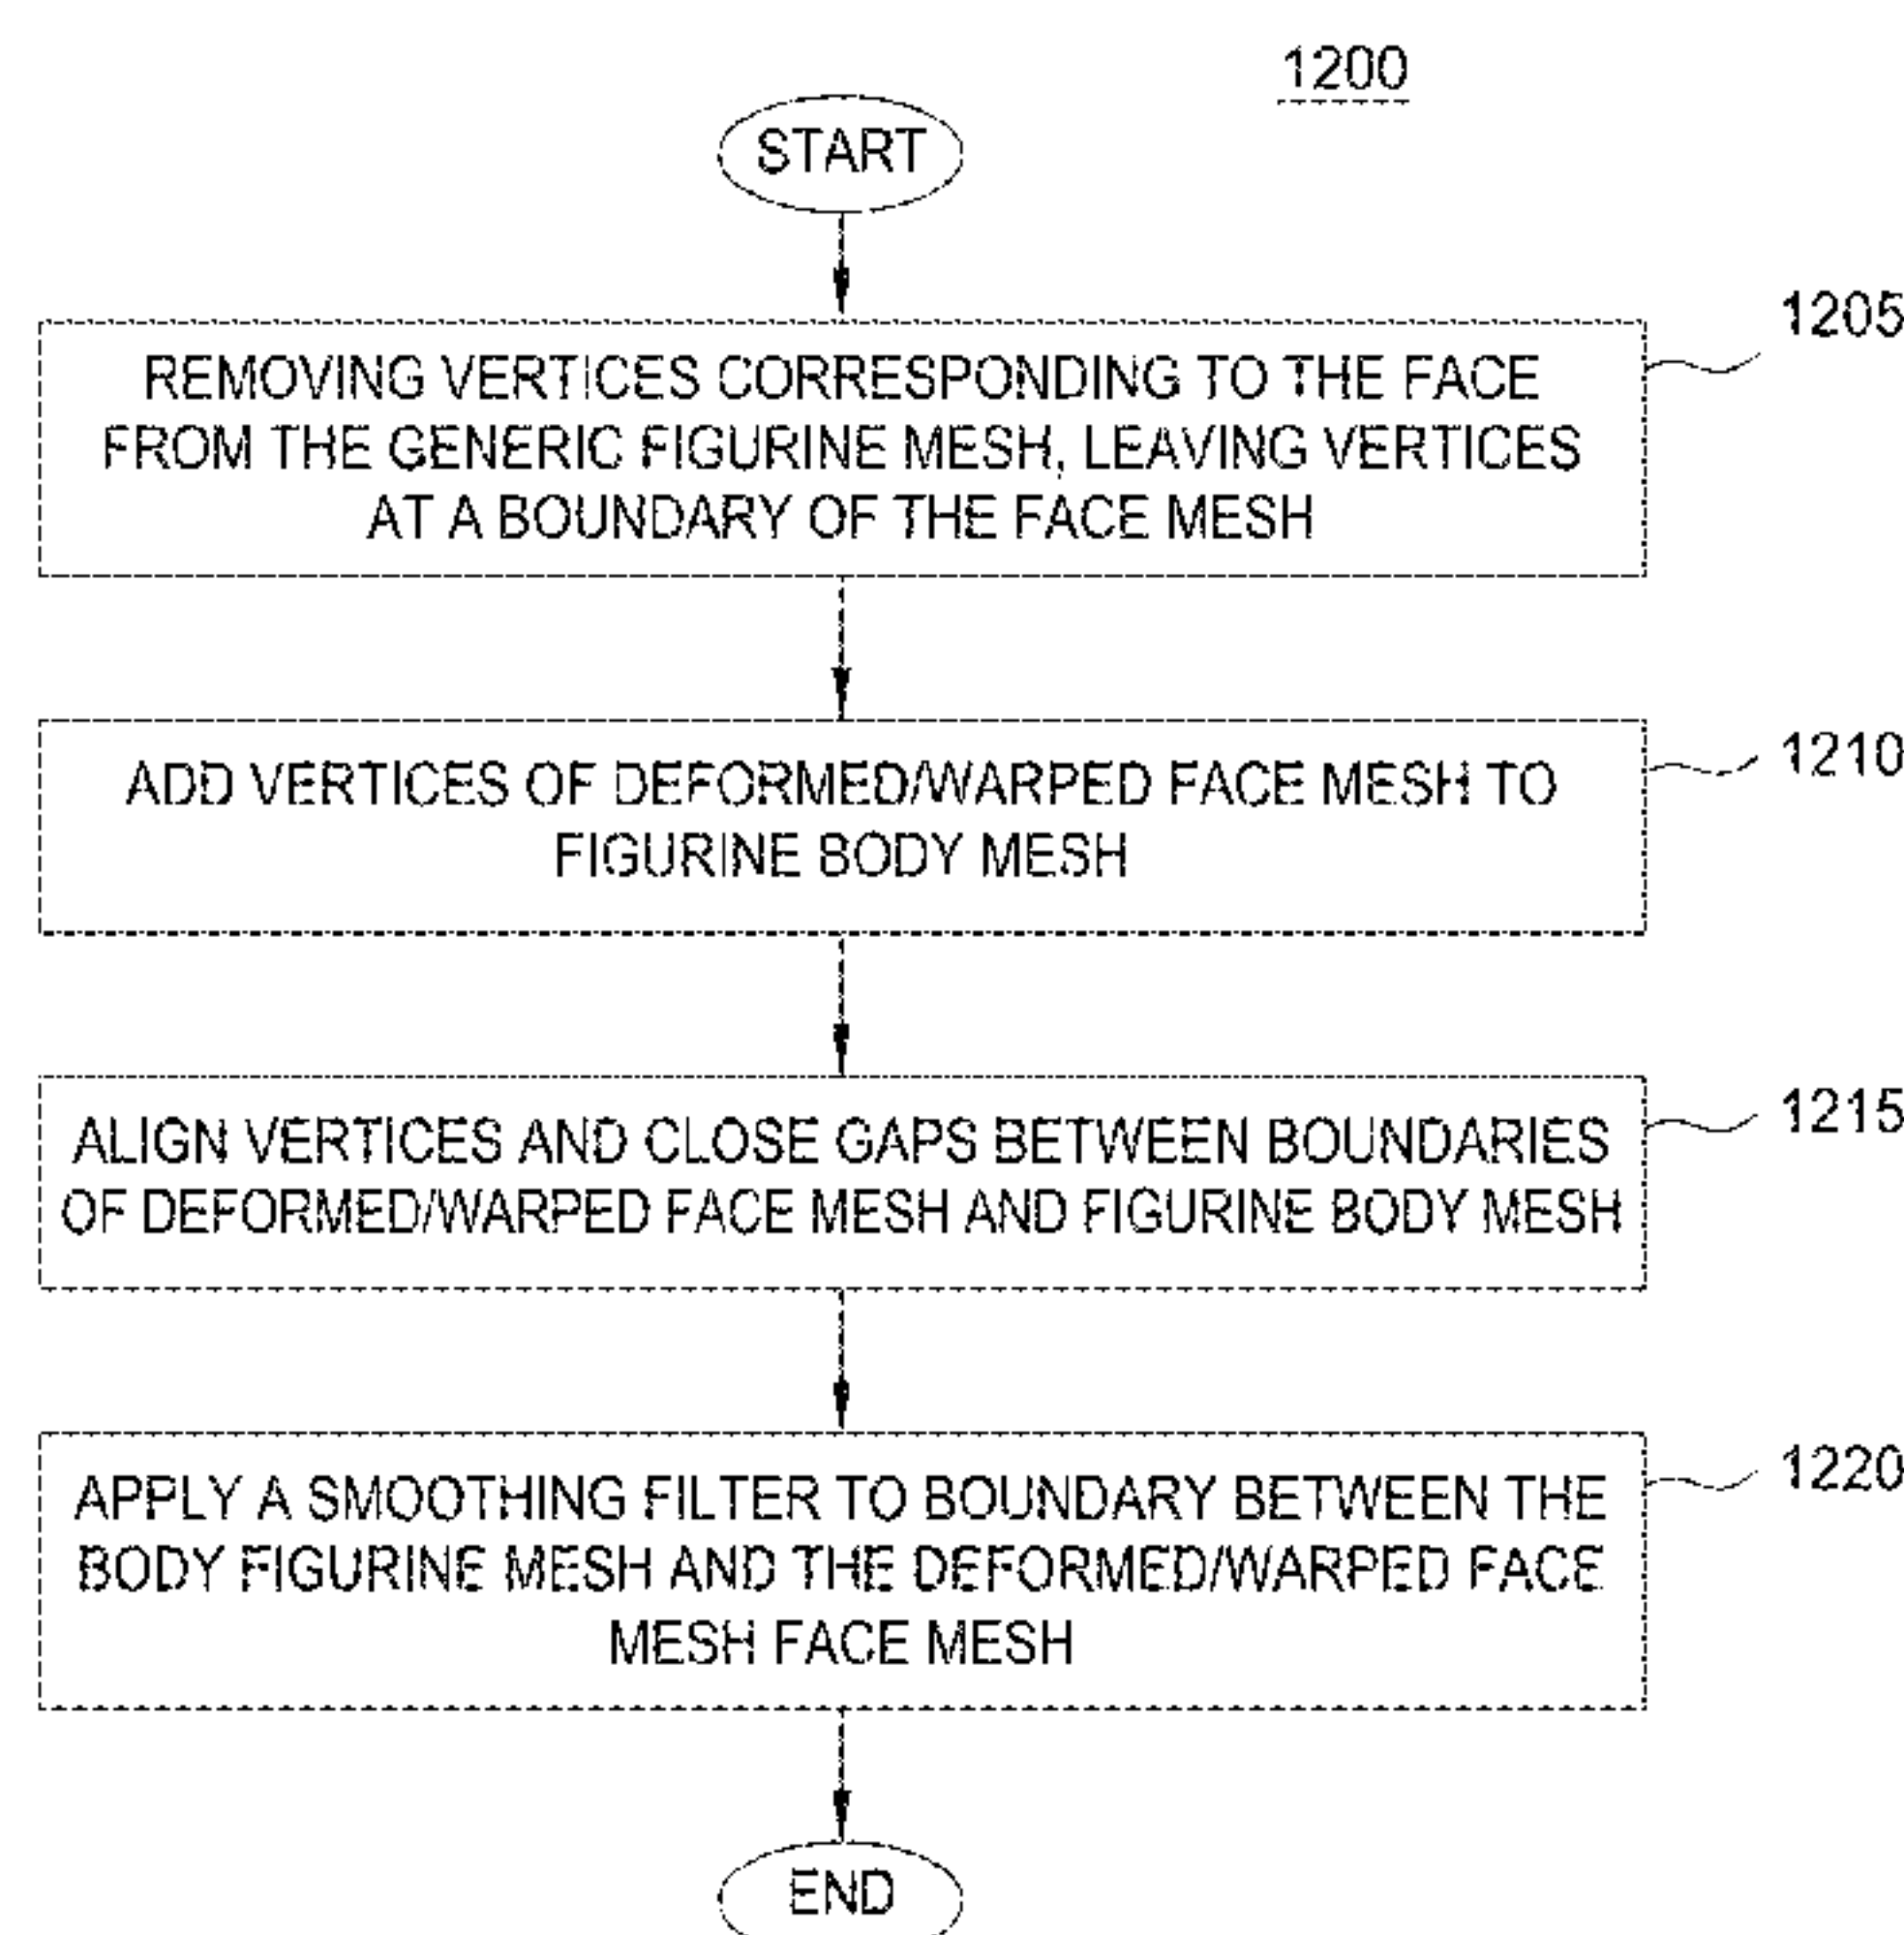 1200
START
1205
REMOVING VERTICES CORRESPONDING TO THE FACE
FROM THE GENERIC FIGURINE MESH, LEAVING VERTICES
AT A BOUNDARY OF THE FACE MESH
1210
ADD VERTICES OF DEFORMED/WARPED FACE MESH TO
FIGURINE BODY MESH
1215
ALIGN VERTICES AND CLOSE GAPS BETWEEN BOUNDARIES
OF DEFORMED/WARPED FACE MESH AND FIGURINE BODY MESH
1220
APPLY A SMOOTHING FILTER TO BOUNDARY BETWEEN THE
BODY FIGURINE MESH AND THE DEFORMED/WARPED FACE
MESH FACE MESH
END